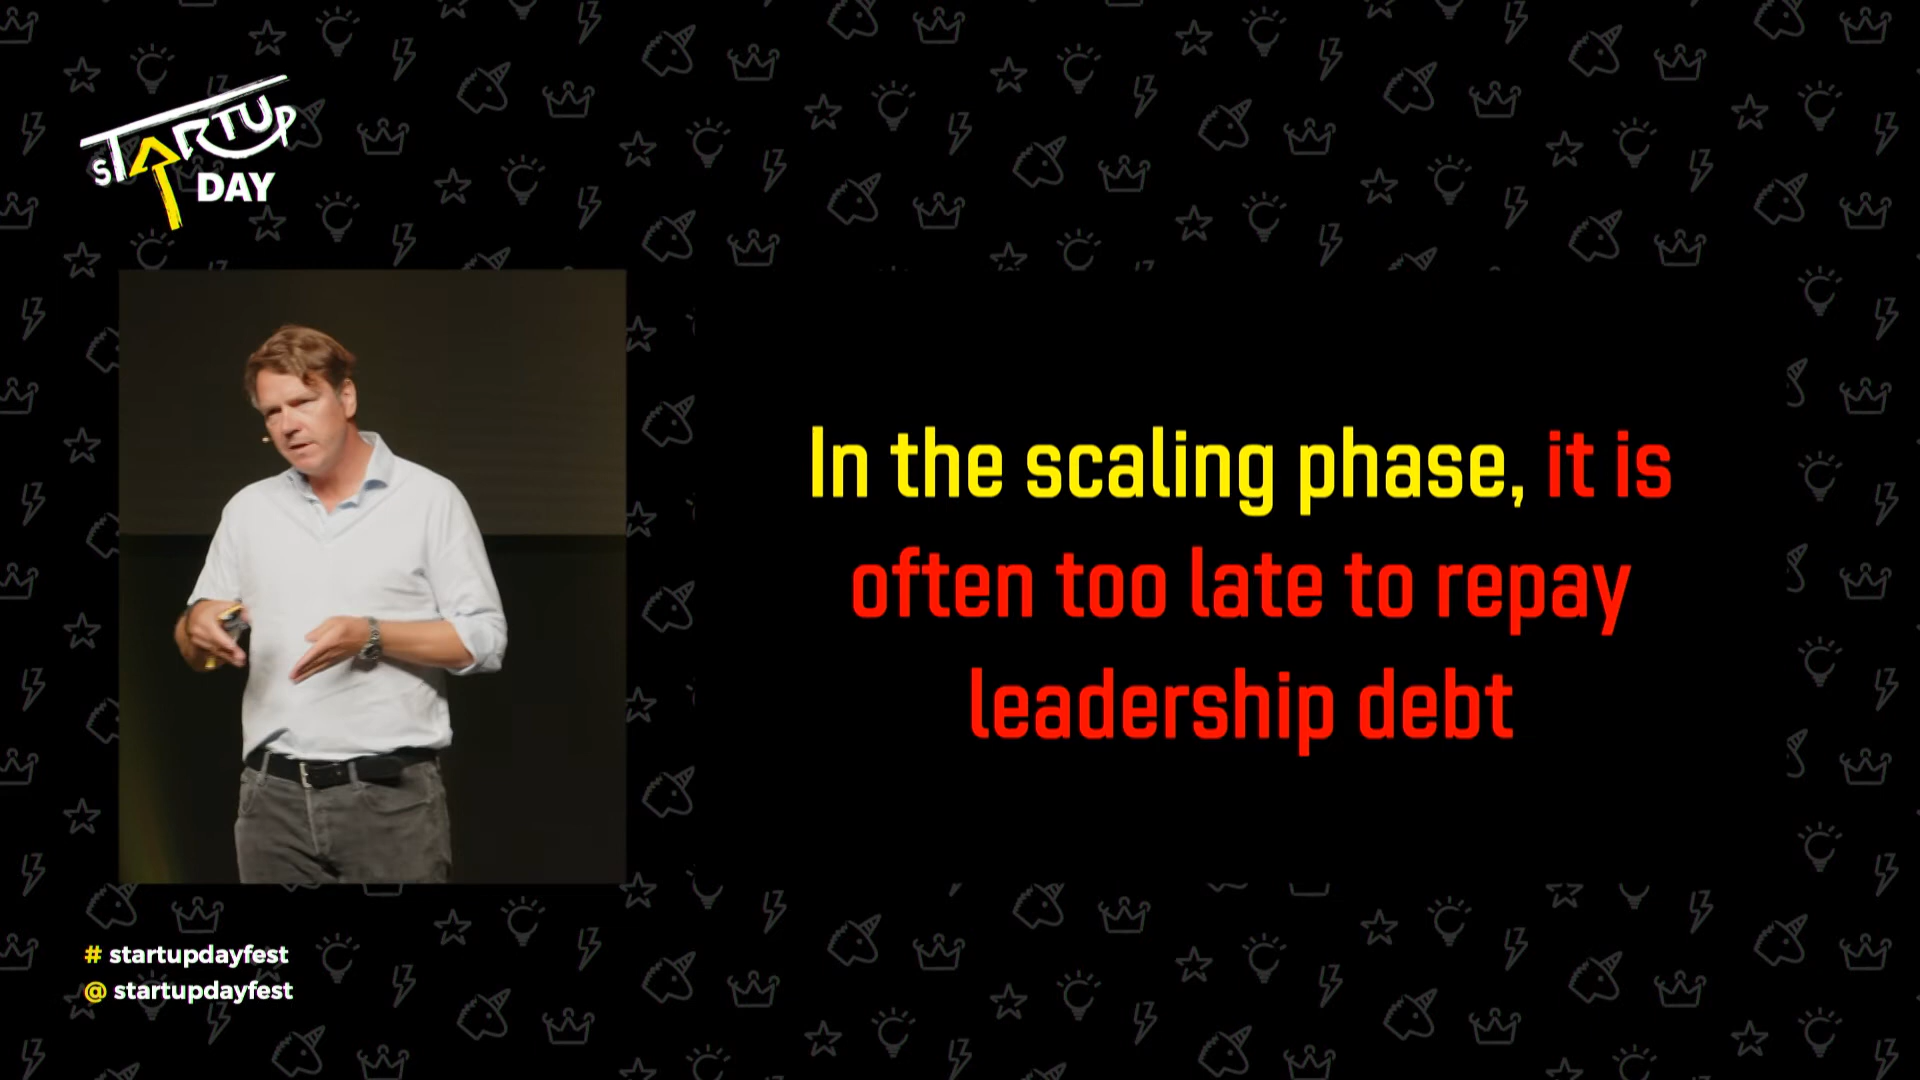 STARTUP
DAY
In the scaling phase, it is
often too late to repay
leadership debt
# startupdayfest
@ startupdayfest